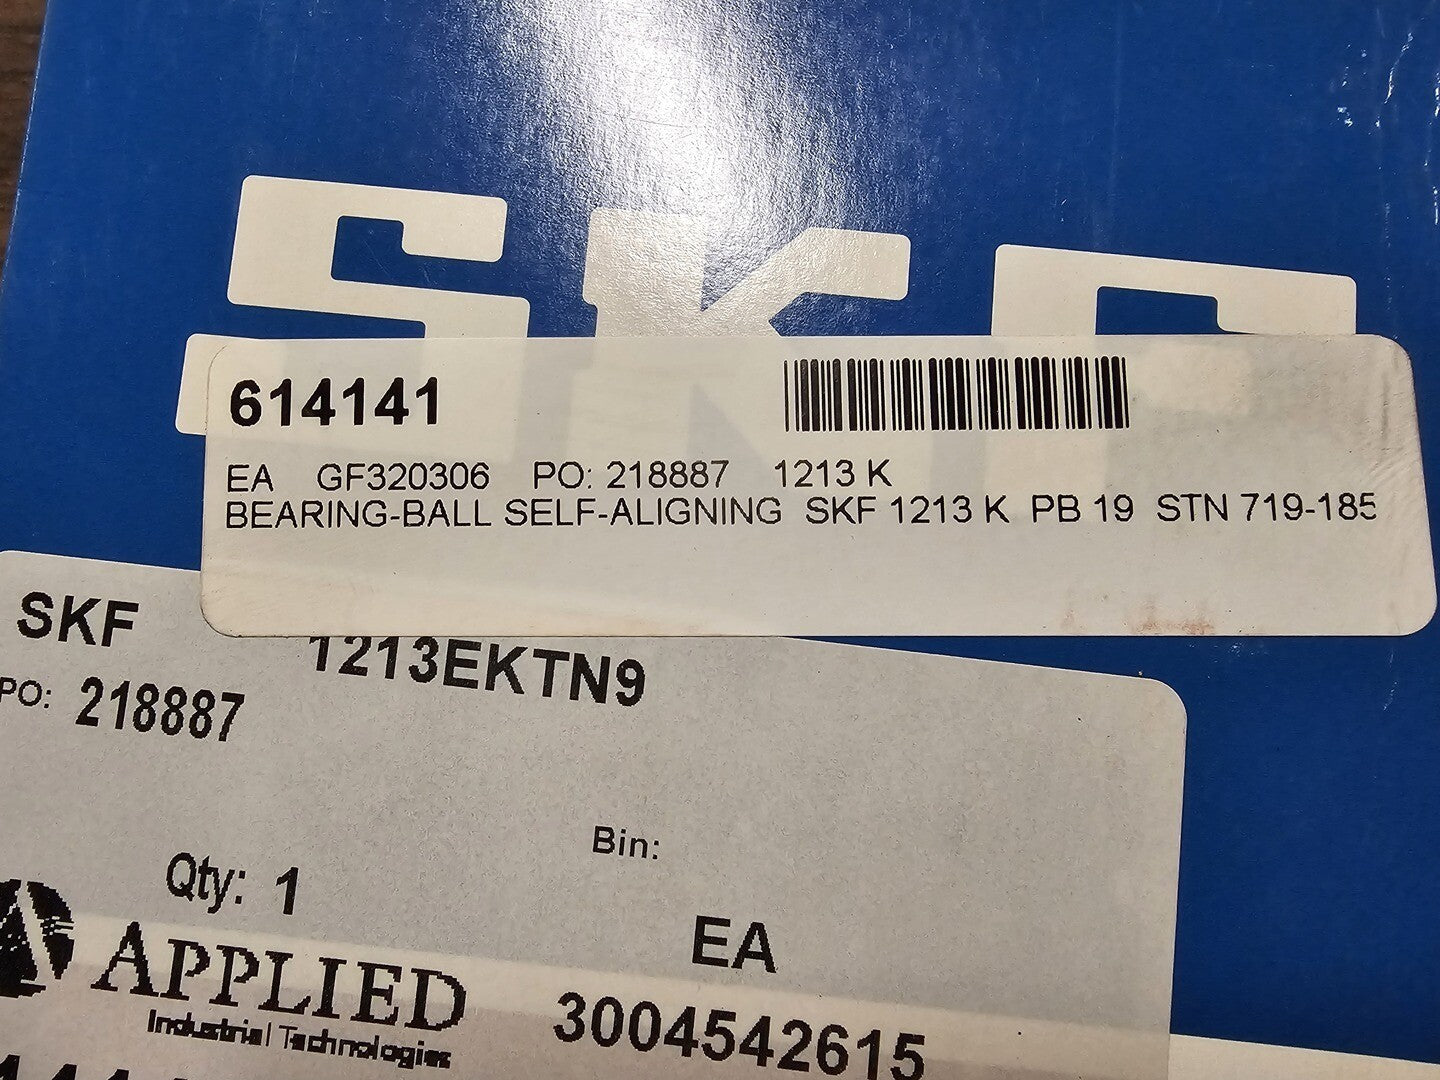 SKF
614141
EA GF320306 PO: 218887 1213 K
BEARING-BALL SELF-ALIGNING SKF 1213 K PB 19 STN 719-185
SKF 1213EKTN9
PO: 218887
Bin:
Qty: 1
EA
APPLIED
Industrial Technologies
3004542615